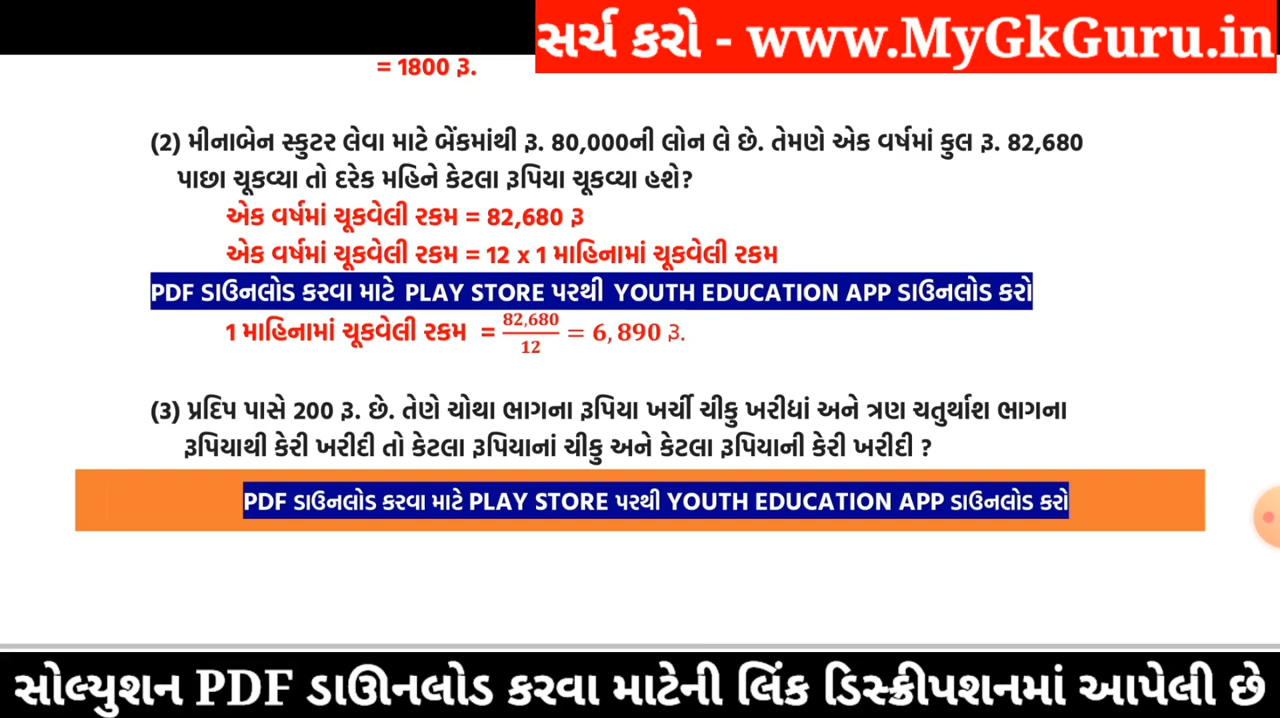 સર્ચ કરો - www.MyGkGuru.in
= 1800 રૂ.
(2) મીનાબેન સ્કુટર લેવા માટે બેંકમાંથી રૂ. 80,000ની લોન લે છે. તેમણે એક વર્ષમાં કુલ રૂ. 82,680
પાછા ચૂકવ્યા તો દરેક મહિને કેટલા રૂપિયા ચૂકવ્યા હશે?
એક વર્ષમાં ચૂકવેલી રકમ = 82,680 રૂ
એક વર્ષમાં ચૂકવેલી રકમ = 12 x 1 માહિનામાં ચૂકવેલી રકમ
PDF ડાઉનલોડ કરવા માટે PLAY STORE પરથી YOUTH EDUCATION APP ડાઉનલોડ કરો
1 માહિનામાં ચૂકવેલી રકમ = 82,680/12 = 6,890 રૂ.
(3) પ્રદિપ પાસે 200 રૂ. છે. તેણે ચોથા ભાગના રૂપિયા ખર્ચી ચીકુ ખરીદ્યાં અને ત્રણ ચતુર્થાશ ભાગના
રૂપિયાથી કેરી ખરીદી તો કેટલા રૂપિયાનાં ચીકુ અને કેટલા રૂપિયાની કેરી ખરીદી ?
PDF ડાઉનલોડ કરવા માટે PLAY STORE પરથી YOUTH EDUCATION APP ડાઉનલોડ કરો
સોલ્યુશન PDF ડાઊનલોડ કરવા માટેની લિંક ડિસ્ક્રીપશનમાં આપેલી છે